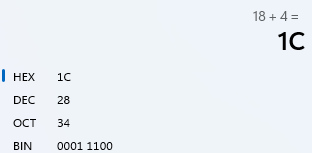 18 + 4 =
1C
HEX 1C
DEC 28
OCT 34
BIN 0001 1100